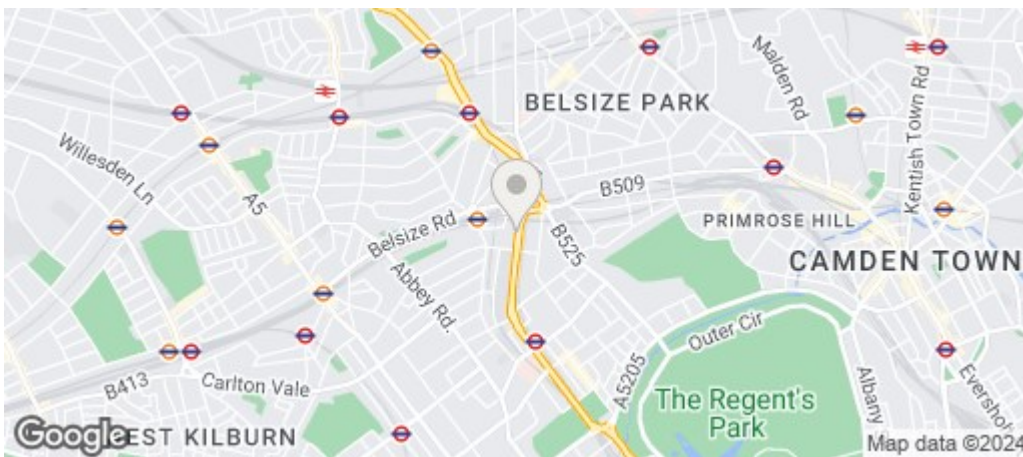 BELSIZE PARK
Malden Rd
Kentish Town Rd
Willesden Ln
A5
B509
Belsize Rd
B525
PRIMROSE HILL
CAMDEN TOWN
Abbey Rd.
Outer Cir
A5205
B413
Carlton Vale
The Regent's
Park
Albany
Eversho
Google
EST KILBURN
Map data ©2024